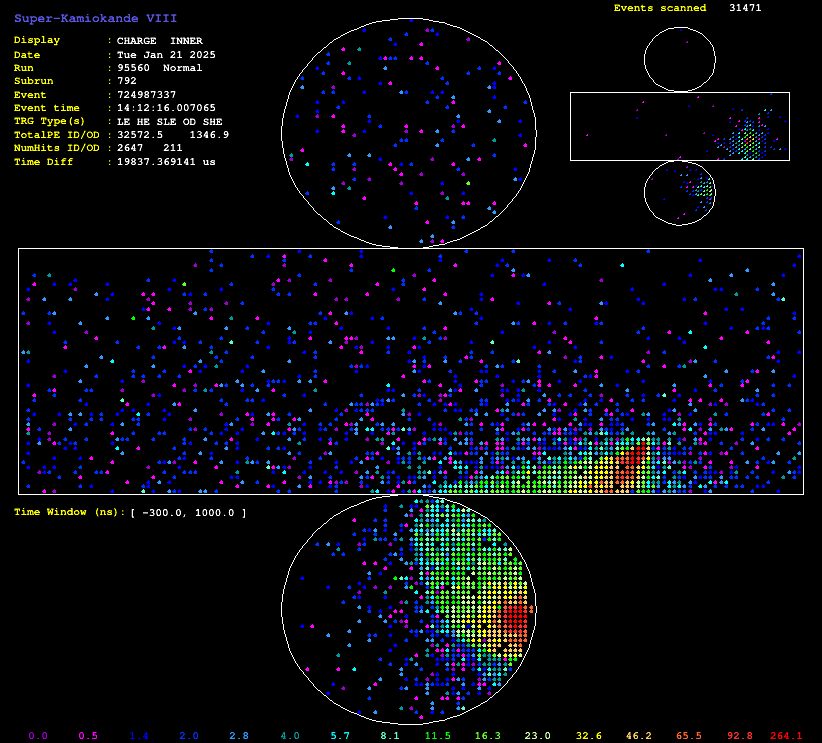 Super-Kamiokande VIII
Events scanned 31471
Display : CHARGE INNER
Date : Tue Jan 21 2025
Run : 95560 Normal
Subrun : 792
Event : 724987337
Event time : 14:12:16.007065
TRG Type(s) : LE HE SLE OD SHE
TotalPE ID/OD : 32572.5 1346.9
NumHits ID/OD : 2647 211
Time Diff : 19837.369141 us
Time Window (ns): [ -300.0, 1000.0 ]
0.0 0.5 1.4 2.0 2.8 4.0 5.7 8.1 11.5 16.3 23.0 32.6 46.2 65.5 92.8 264.1